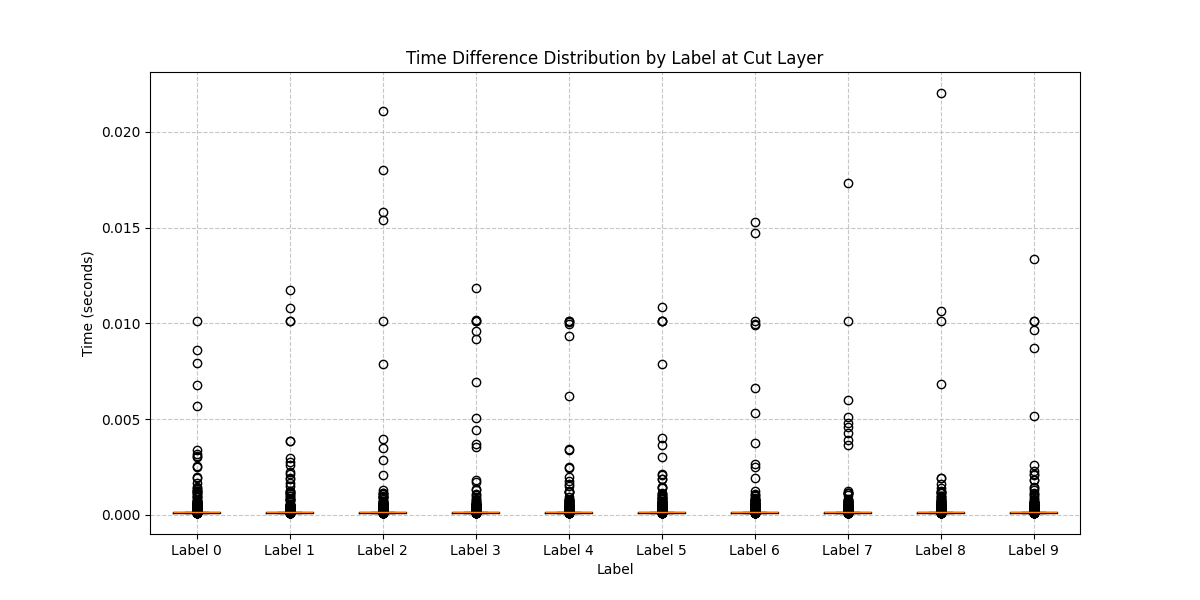 Time Difference Distribution by Label at Cut Layer
Time (seconds)
0.020
0.015
0.010
0.005
0.000
Label 0 Label 1 Label 2 Label 3 Label 4 Label 5 Label 6 Label 7 Label 8 Label 9
Label